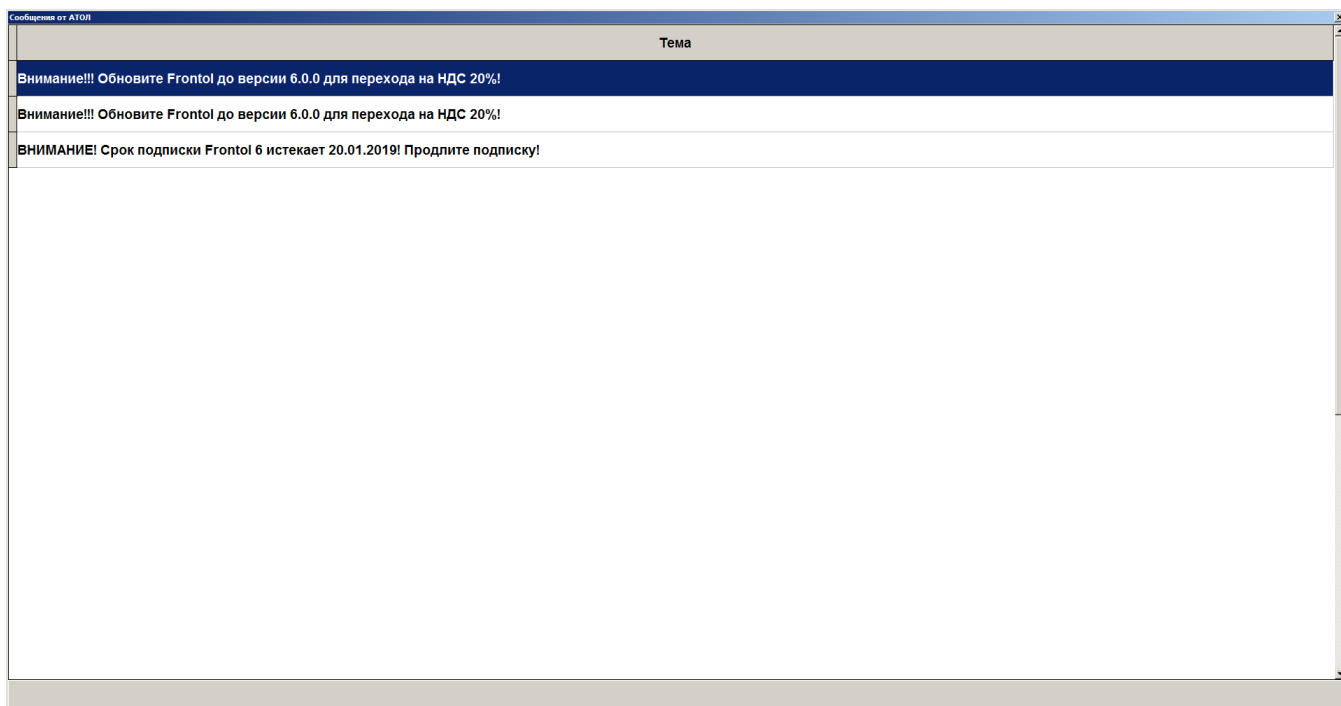 Сообщения от АТОЛ
Тема
Внимание!!! Обновите Frontol до версии 6.0.0 для перехода на НДС 20%!
Внимание!!! Обновите Frontol до версии 6.0.0 для перехода на НДС 20%!
ВНИМАНИЕ! Срок подписки Frontol 6 истекает 20.01.2019! Продлите подписку!